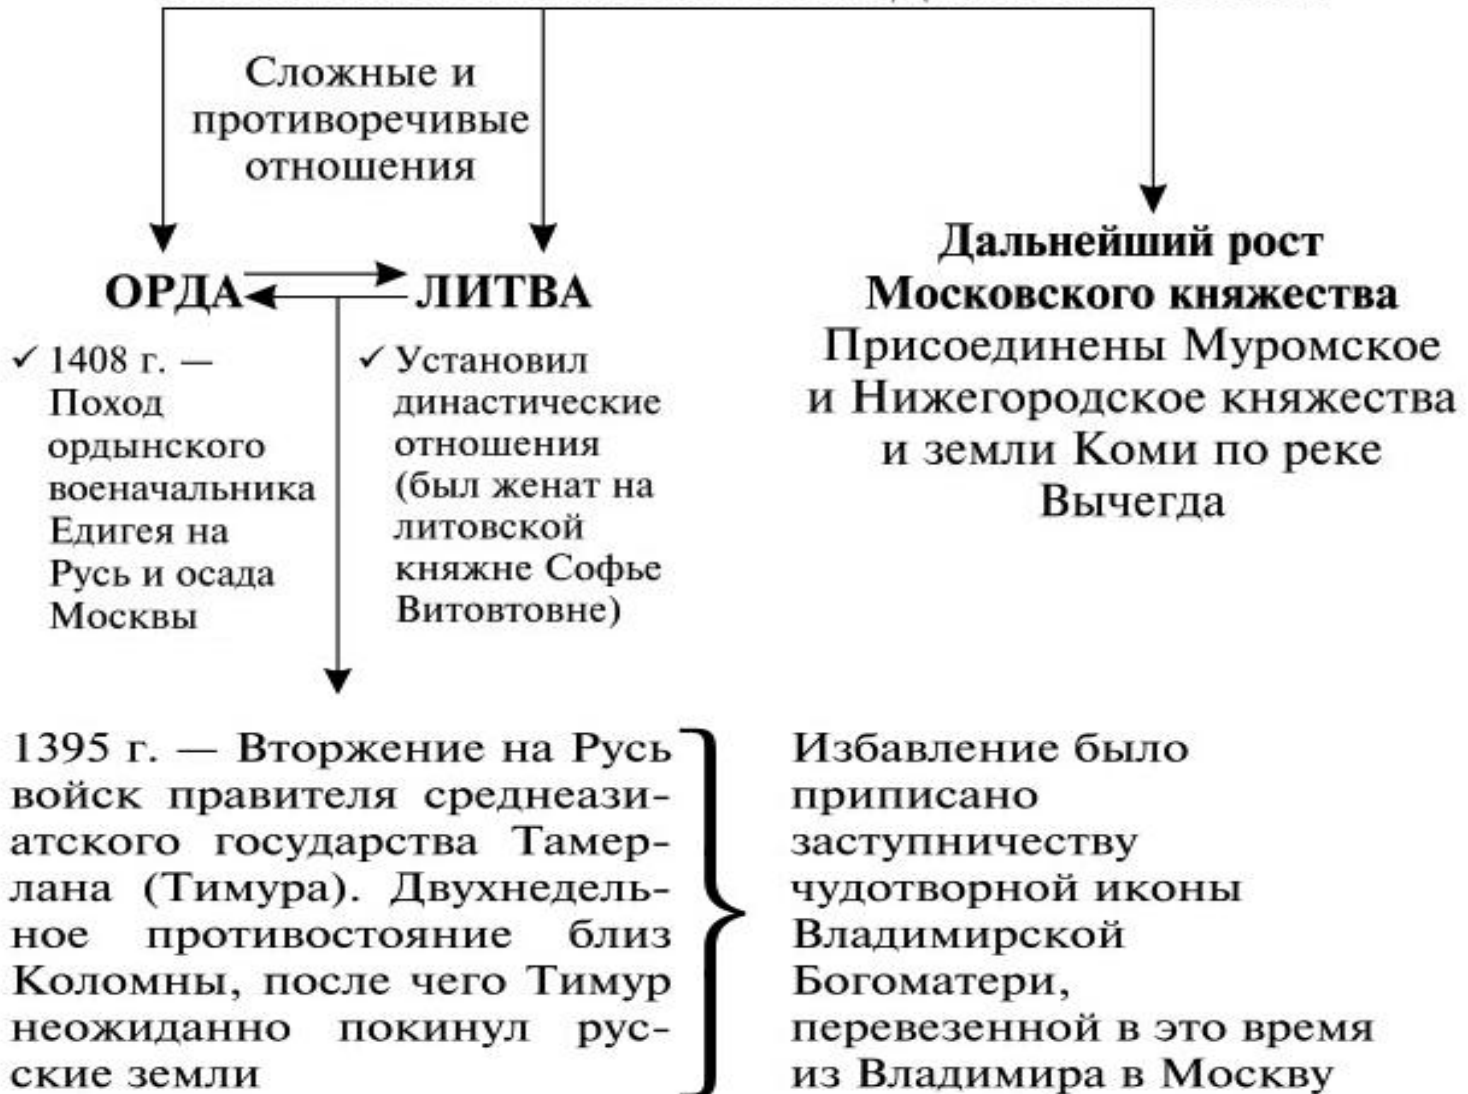 Сложные и
противоречивые
отношения
ОРДА
ЛИТВА
✓ 1408 г. —
Поход
ордынского
военачальника
Едигея на
Русь и осада
Москвы
✓ Установил
династические
отношения
(был женат на
литовской
княжне Софье
Витовтовне)
Дальнейший рост
Московского княжества
Присоединены Муромское
и Нижегородское княжества
и земли Коми по реке
Вычегда
1395 г. — Вторжение на Русь
войск правителя среднеази-
атского государства Тамер-
лана (Тимура). Двухнедель-
ное противостояние близ
Коломны, после чего Тимур
неожиданно покинул рус-
ские земли
Избавление было
приписано
заступничеству
чудотворной иконы
Владимирской
Богоматери,
перевезенной в это время
из Владимира в Москву